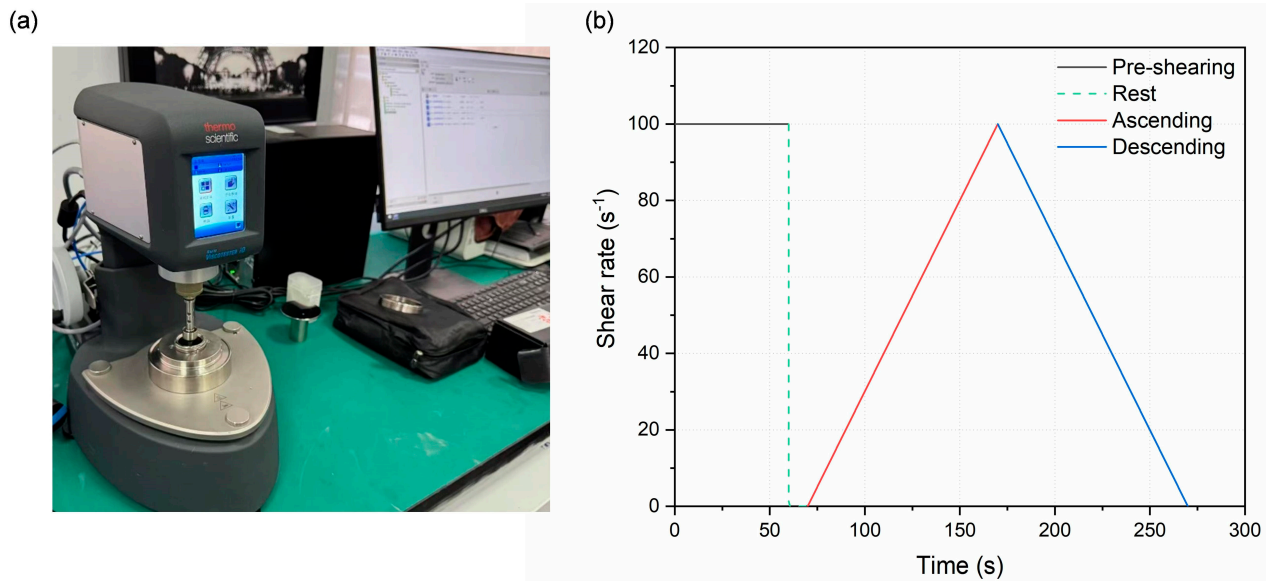 (a)
thermo
scientific
(b)
120
100
80
60
40
20
0
Shear rate (s⁻¹)
Pre-shearing
Rest
Ascending
Descending
0 50 100 150 200 250 300
Time (s)